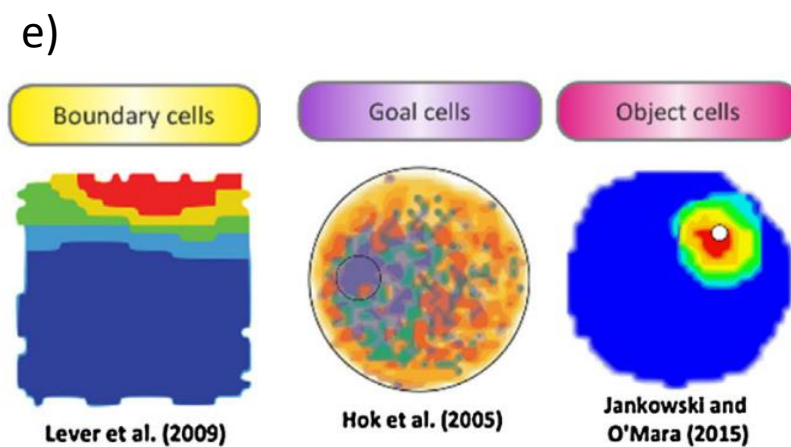 e)
Boundary cells
Goal cells
Object cells
Lever et al. (2009)
Hok et al. (2005)
Jankowski and
O'Mara (2015)